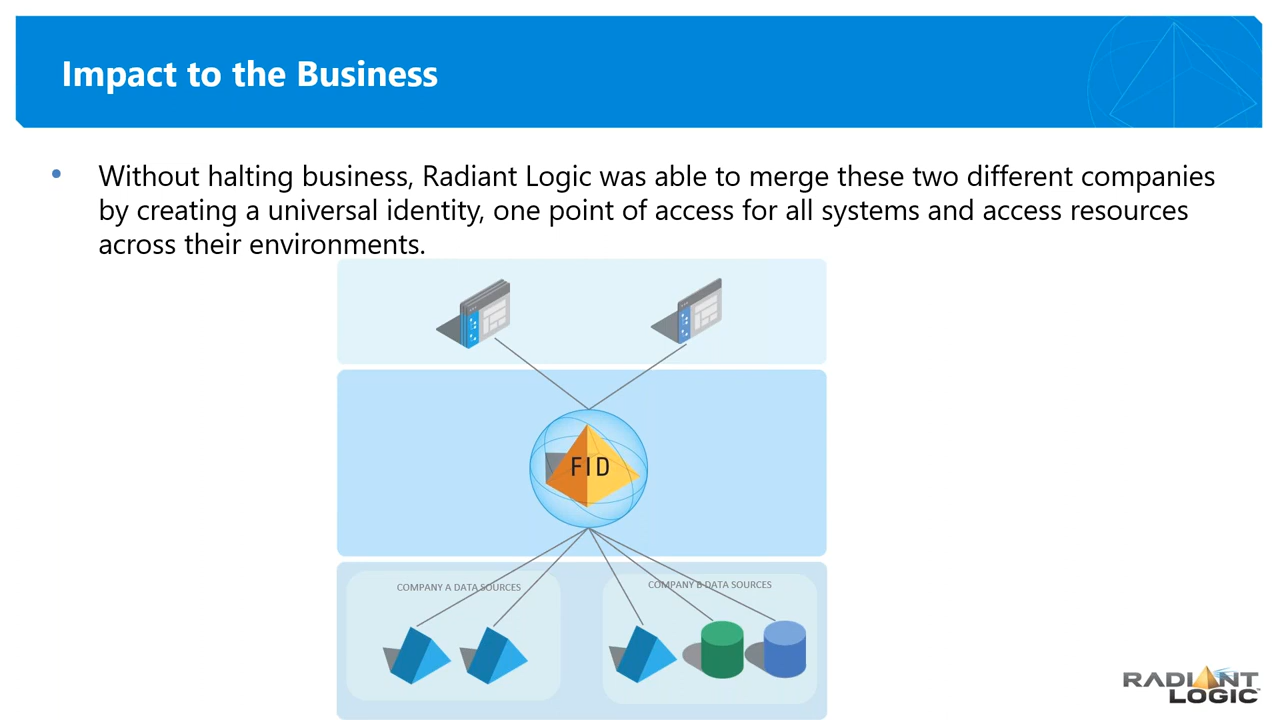 Impact to the Business
• Without halting business, Radiant Logic was able to merge these two different companies
by creating a universal identity, one point of access for all systems and access resources
across their environments.
FID
COMPANY A DATA SOURCES
COMPANY B DATA SOURCES
RADIANT
LOGIC™